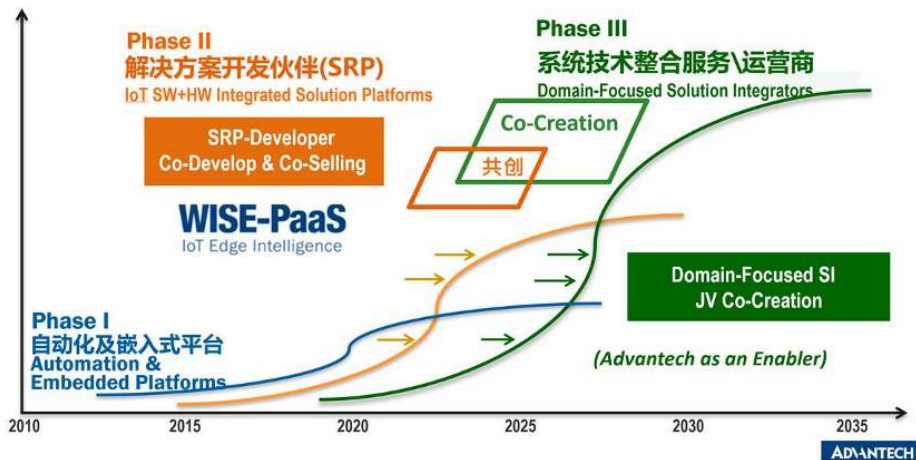 Phase II
解决方案开发伙伴(SRP)
IoT SW+HW Integrated Solution Platforms
SRP-Developer
Co-Develop & Co-Selling
WISE-PaaS
IoT Edge Intelligence
Phase III
系统技术整合服务\运营商
Domain-Focused Solution Integrators
Co-Creation
共创
Phase I
自动化及嵌入式平台
Automation &
Embedded Platforms
Domain-Focused SI
JV Co-Creation
(Advantech as an Enabler)
2010 2015 2020 2025 2030 2035
ADVANTECH